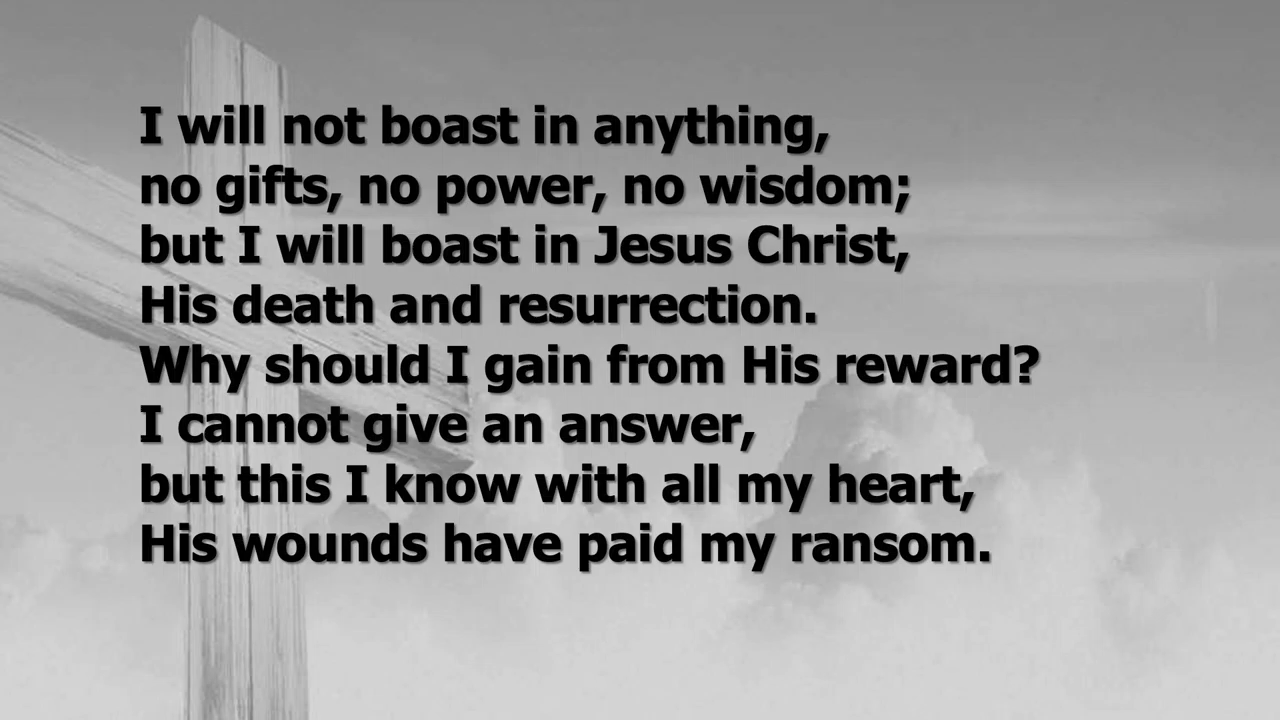 I will not boast in anything,
no gifts, no power, no wisdom;
but I will boast in Jesus Christ,
His death and resurrection.
Why should I gain from His reward?
I cannot give an answer,
but this I know with all my heart,
His wounds have paid my ransom.